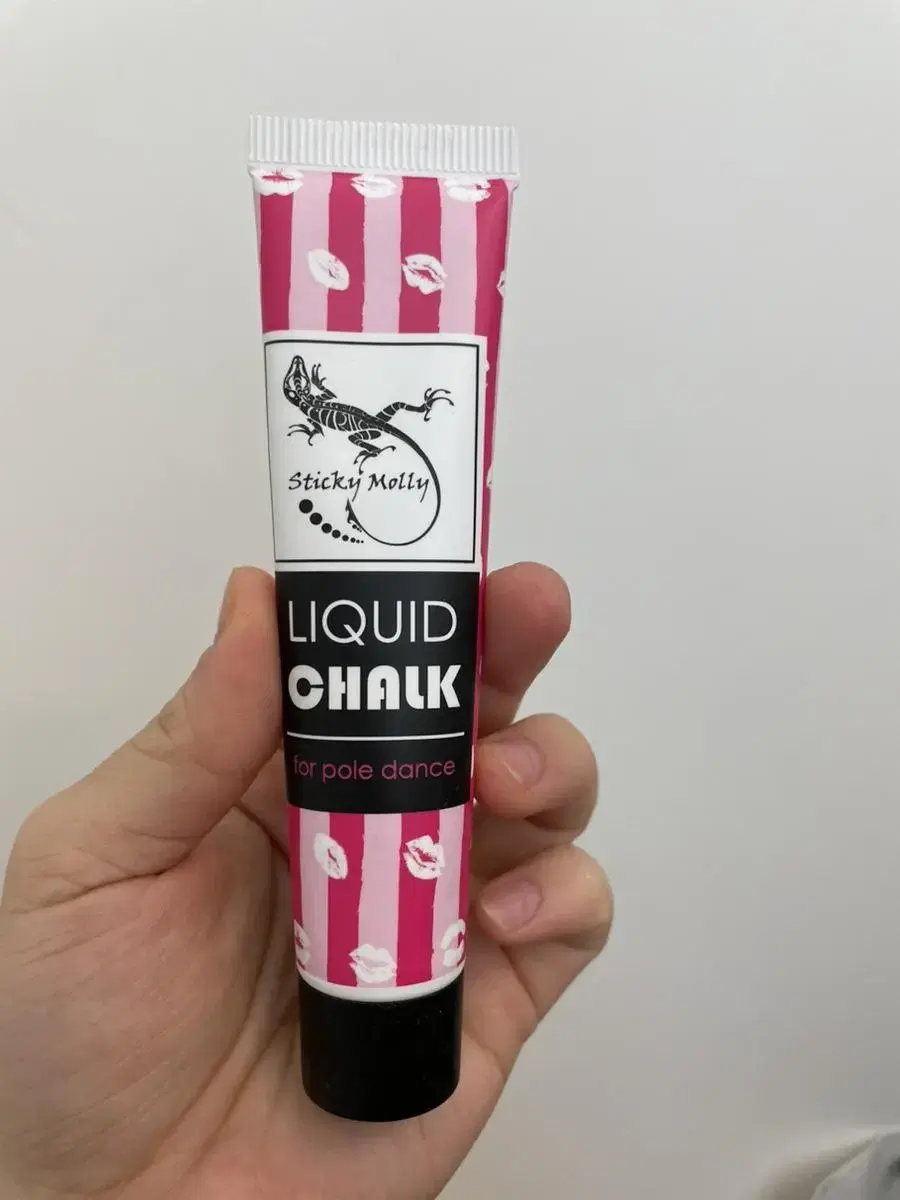 Sticky Molly
LIQUID
CHALK
for pole dance